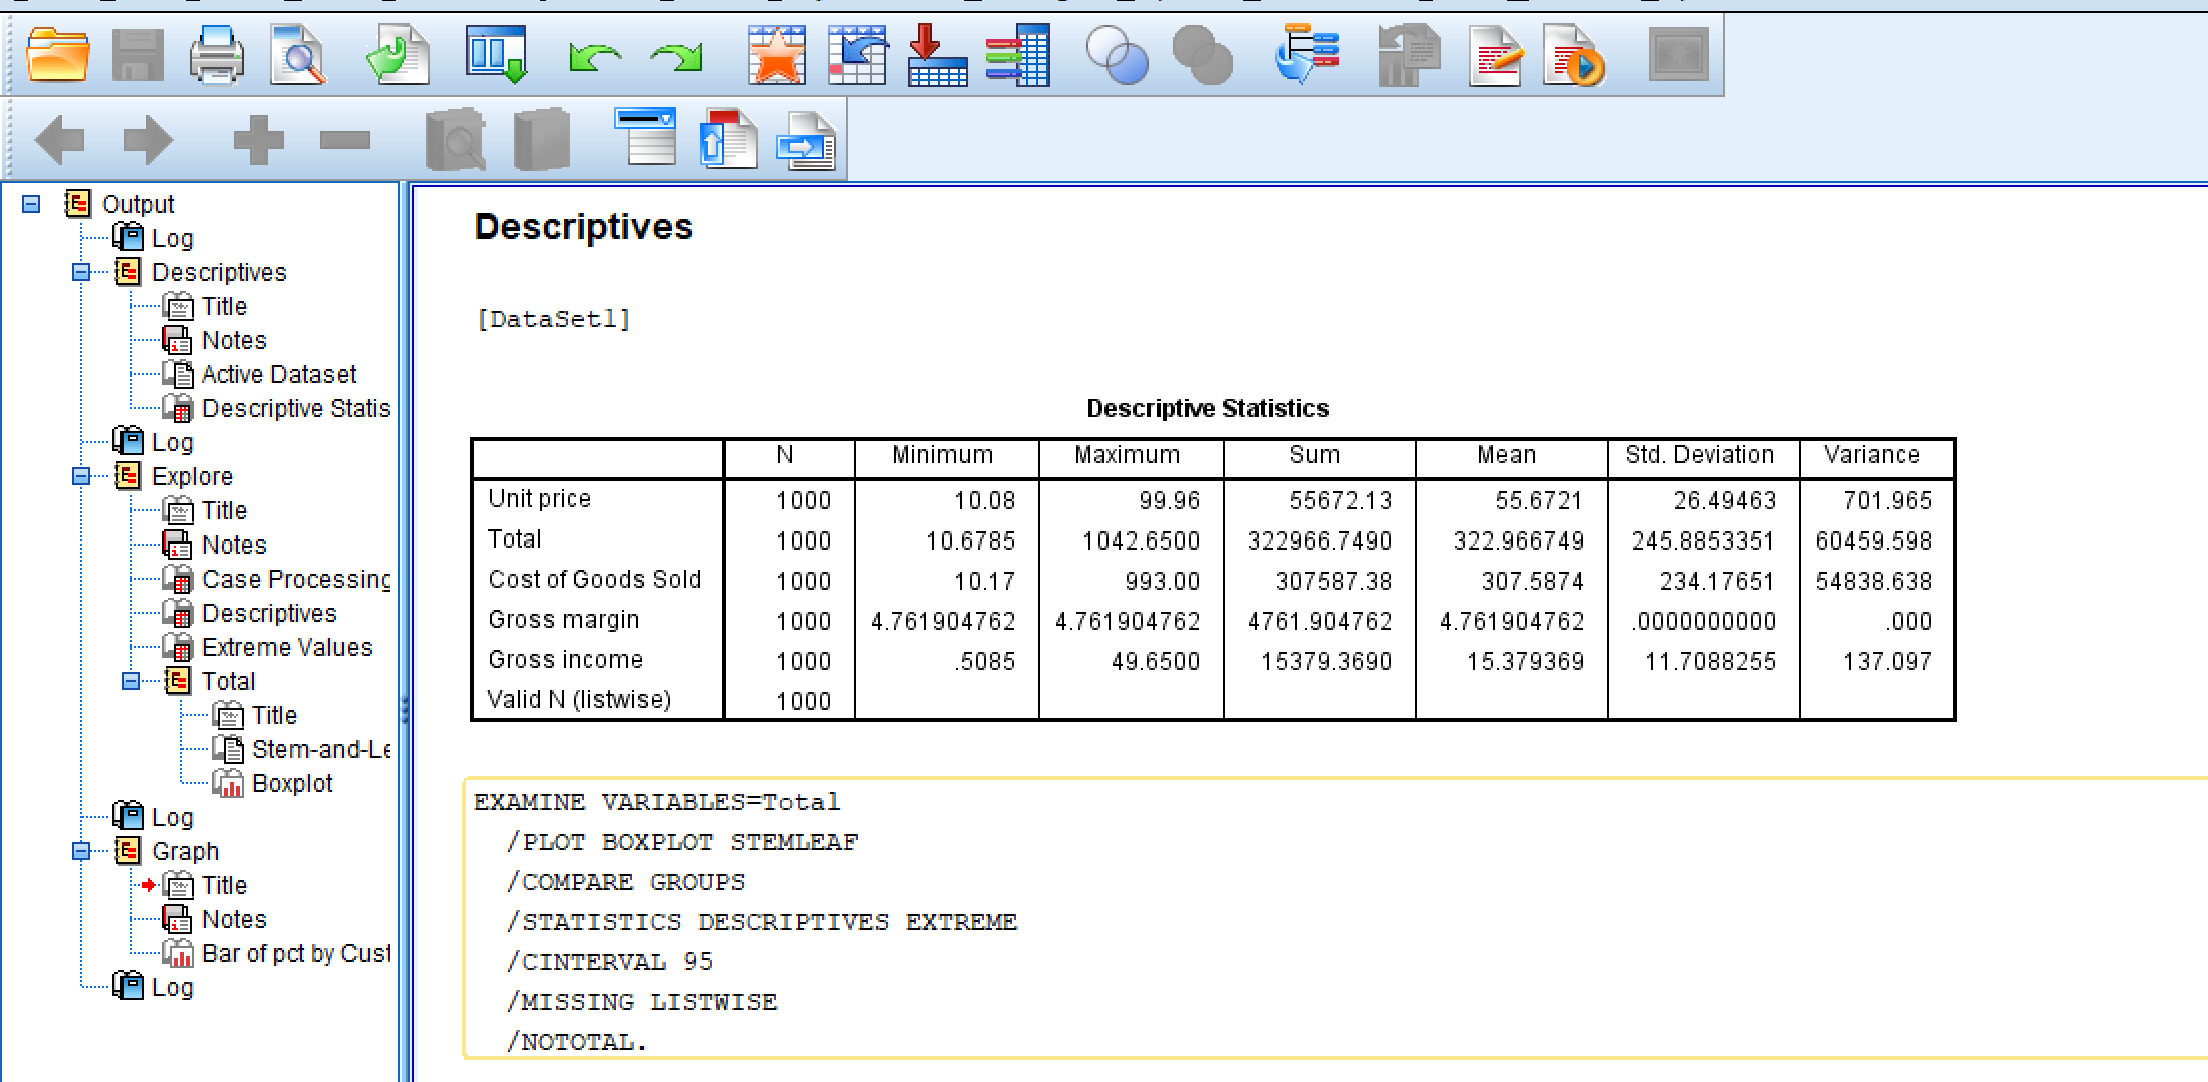 Output
Log
Descriptives
Title
Notes
Active Dataset
Descriptive Statis
Log
Explore
Title
Notes
Case Processing
Descriptives
Extreme Values
Total
Title
Stem-and-Le
Boxplot
Log
Graph
Title
Notes
Bar of pct by Cust
Log
Descriptives
[DataSet1]
Descriptive Statistics
N Minimum Maximum Sum Mean Std. Deviation Variance
Unit price 1000 10.08 99.96 55672.13 55.6721 26.49463 701.965
Total 1000 10.6785 1042.6500 322966.7490 322.966749 245.8853351 60459.598
Cost of Goods Sold 1000 10.17 993.00 307587.38 307.5874 234.17651 54838.638
Gross margin 1000 4.761904762 4.761904762 4761.904762 4.761904762 .0000000000 .000
Gross income 1000 .5085 49.6500 15379.3690 15.379369 11.7088255 137.097
Valid N (listwise) 1000
EXAMINE VARIABLES=Total
/PLOT BOXPLOT STEMLEAF
/COMPARE GROUPS
/STATISTICS DESCRIPTIVES EXTREME
/CINTERVAL 95
/MISSING LISTWISE
/NOTOTAL.